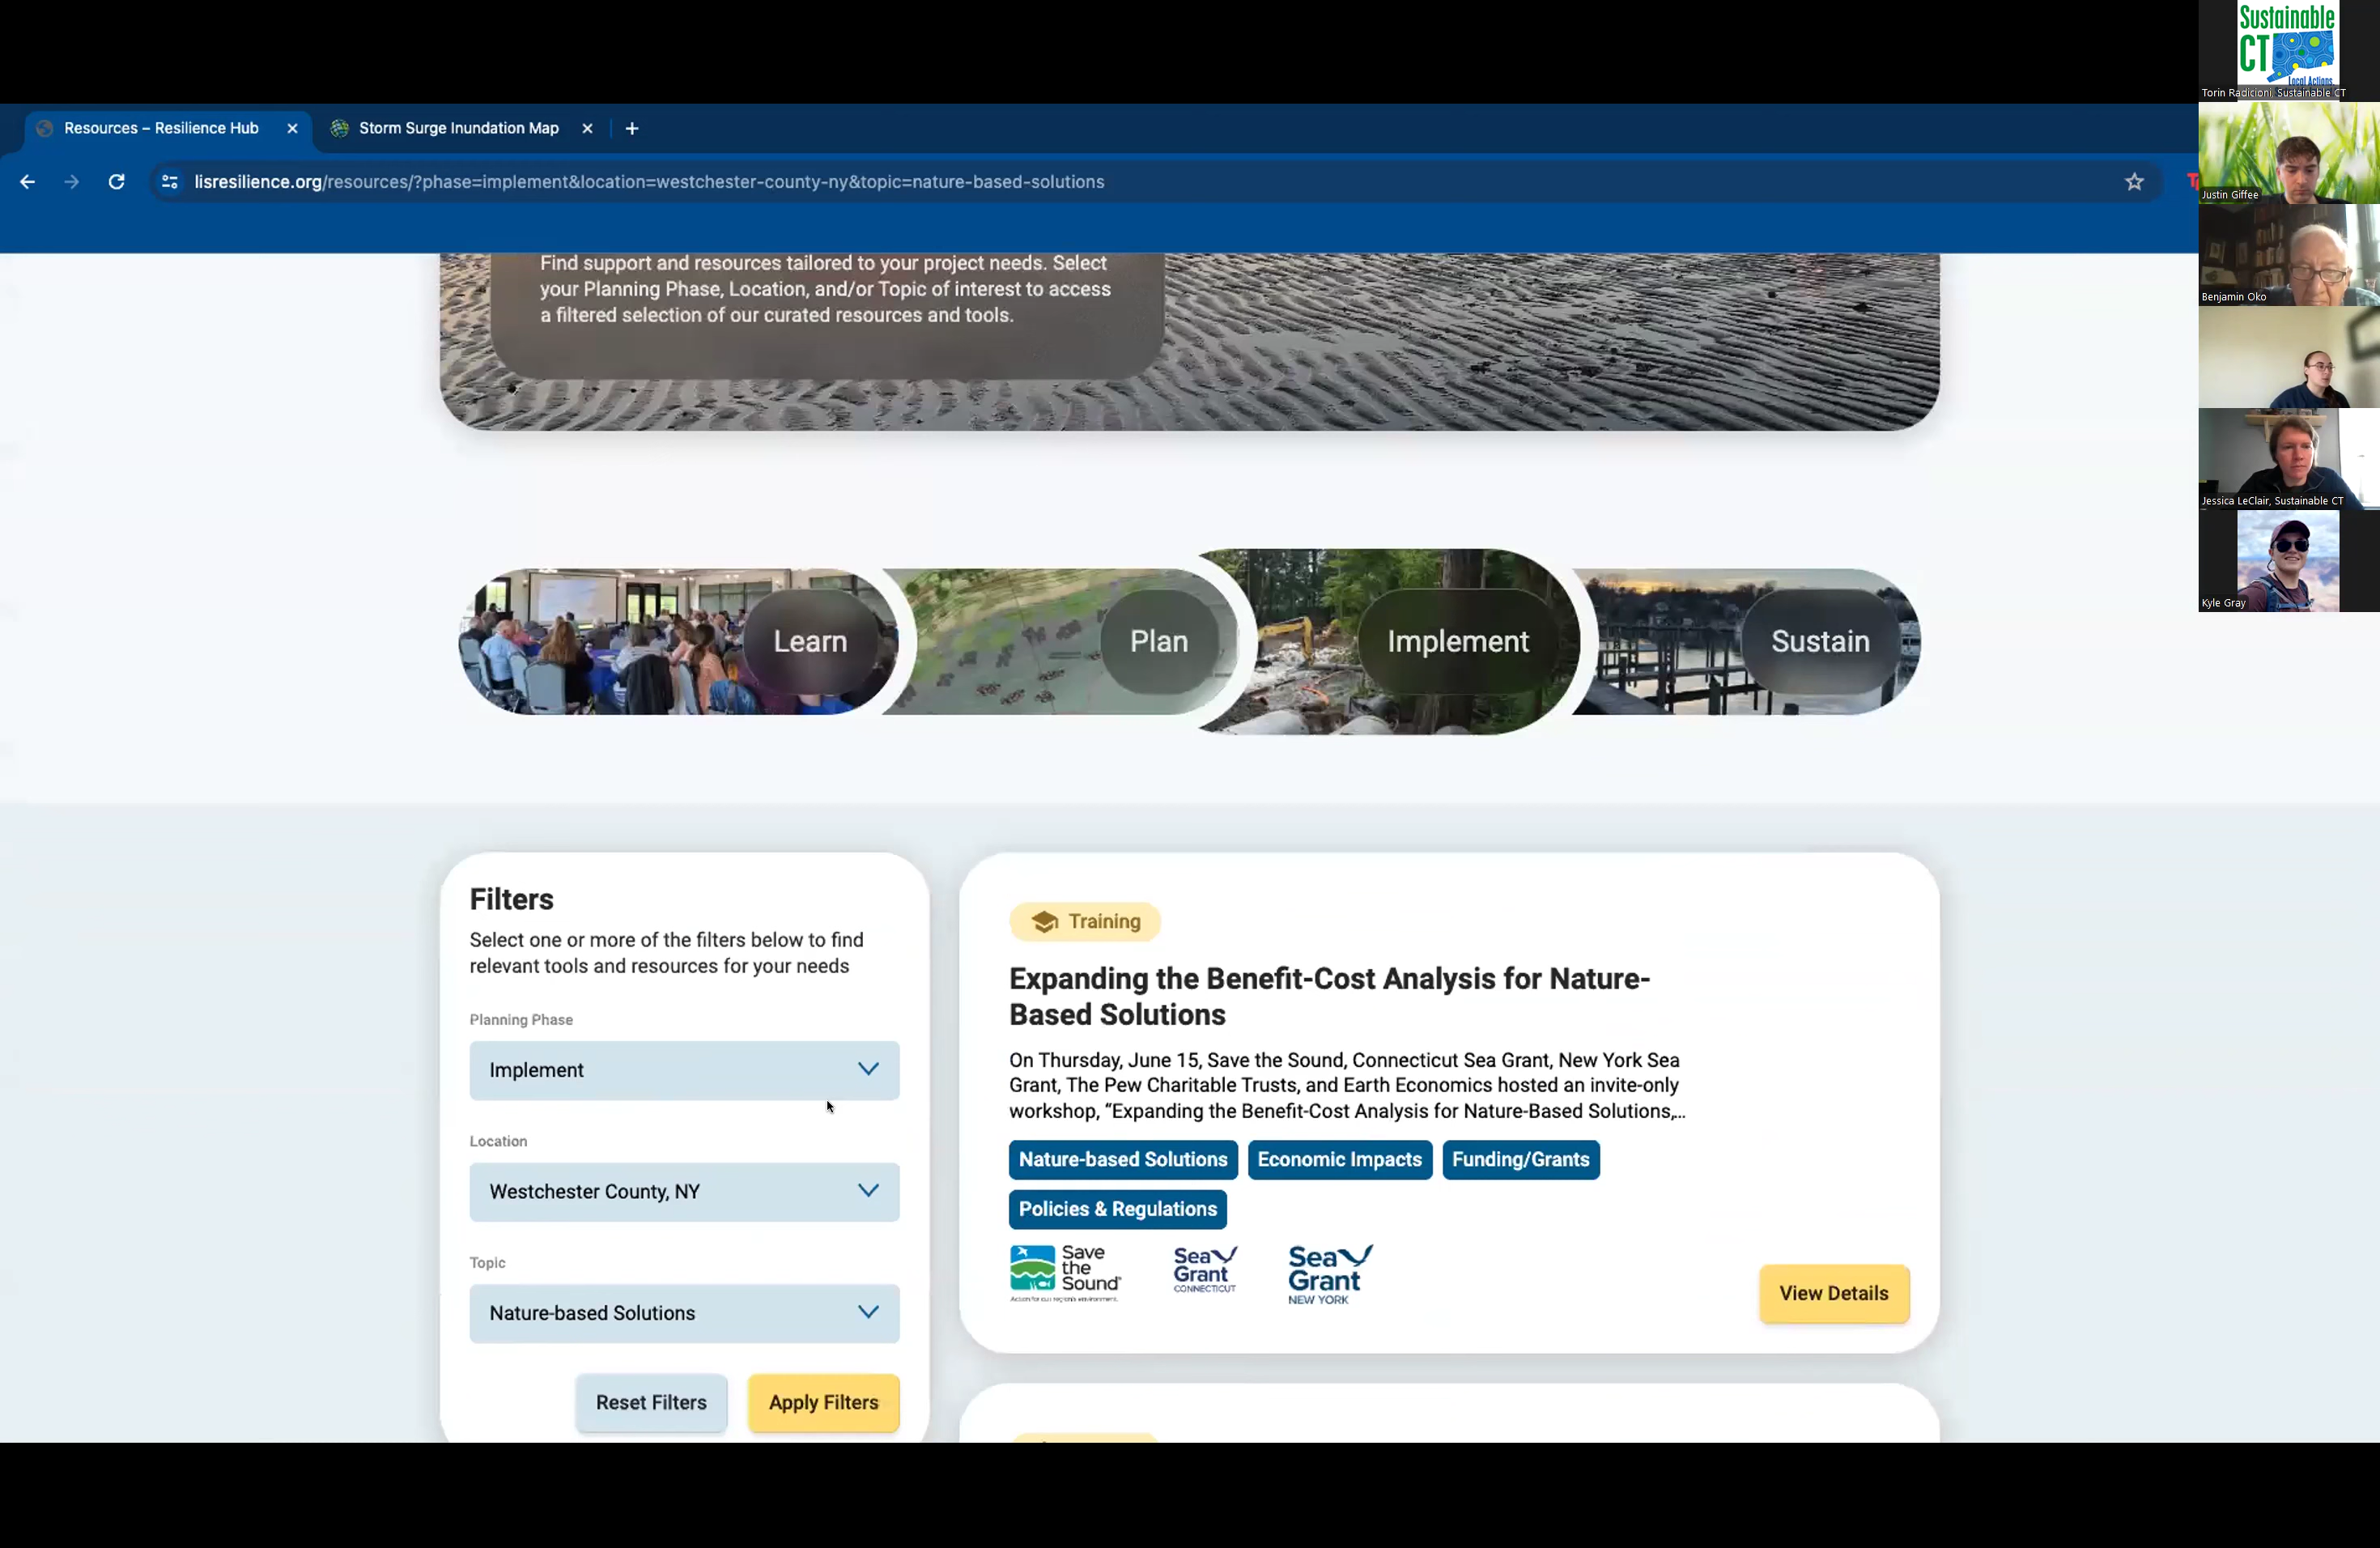 Resources – Resilience Hub
Storm Surge Inundation Map
lisresilience.org/resources/?phase=implement&location=westchester-county-ny&topic=nature-based-solutions
Find support and resources tailored to your project needs. Select
your Planning Phase, Location, and/or Topic of interest to access
a filtered selection of our curated resources and tools.
Learn
Plan
Implement
Sustain
Filters
Select one or more of the filters below to find
relevant tools and resources for your needs
Planning Phase
Implement
Location
Westchester County, NY
Topic
Nature-based Solutions
Reset Filters
Apply Filters
Training
Expanding the Benefit-Cost Analysis for Nature-
Based Solutions
On Thursday, June 15, Save the Sound, Connecticut Sea Grant, New York Sea
Grant, The Pew Charitable Trusts, and Earth Economics hosted an invite-only
workshop, “Expanding the Benefit-Cost Analysis for Nature-Based Solutions,...
Nature-based Solutions
Economic Impacts
Funding/Grants
Policies & Regulations
Save
the
Sound
Action for our region's environment.
Sea
Grant
CONNECTICUT
Sea
Grant
NEW YORK
View Details
Sustainable
CT
Local Actions
Torin Radicioni, Sustainable CT
Justin Giffee
Benjamin Oko
Jessica LeClair, Sustainable CT
Kyle Gray